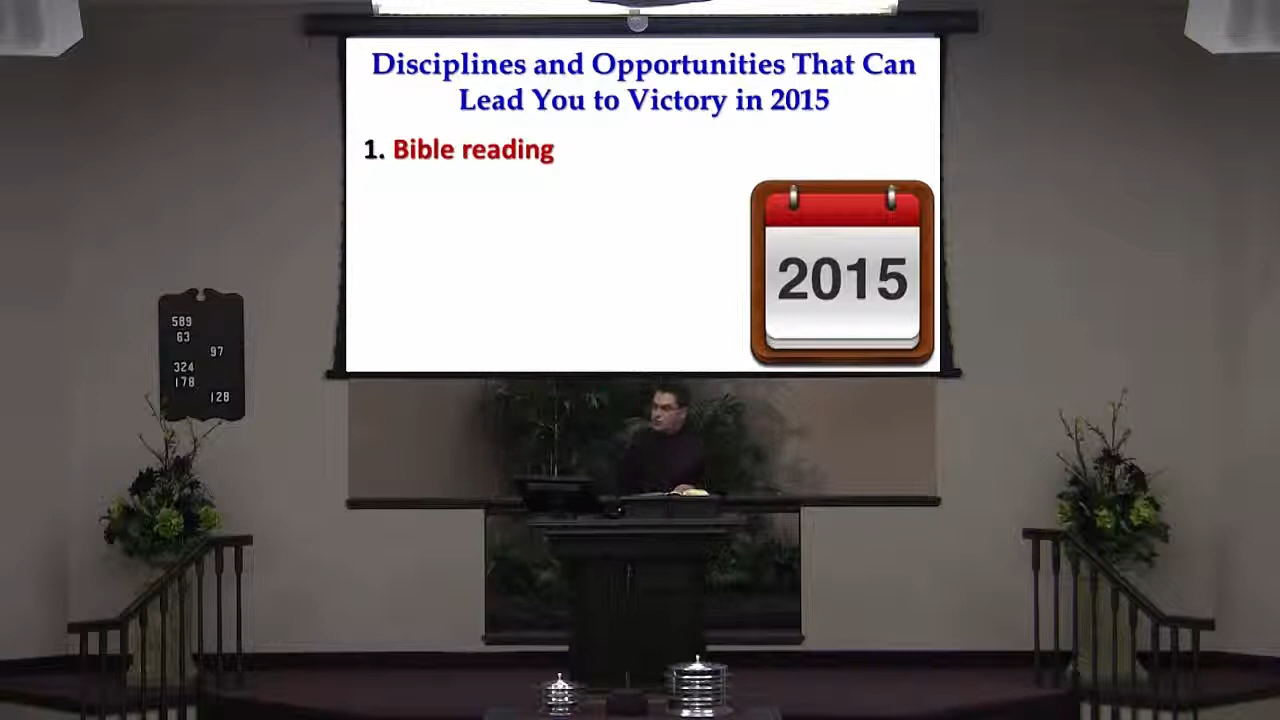 Disciplines and Opportunities That Can
Lead You to Victory in 2015
1. Bible reading
2015
589
63
97
324
178
128